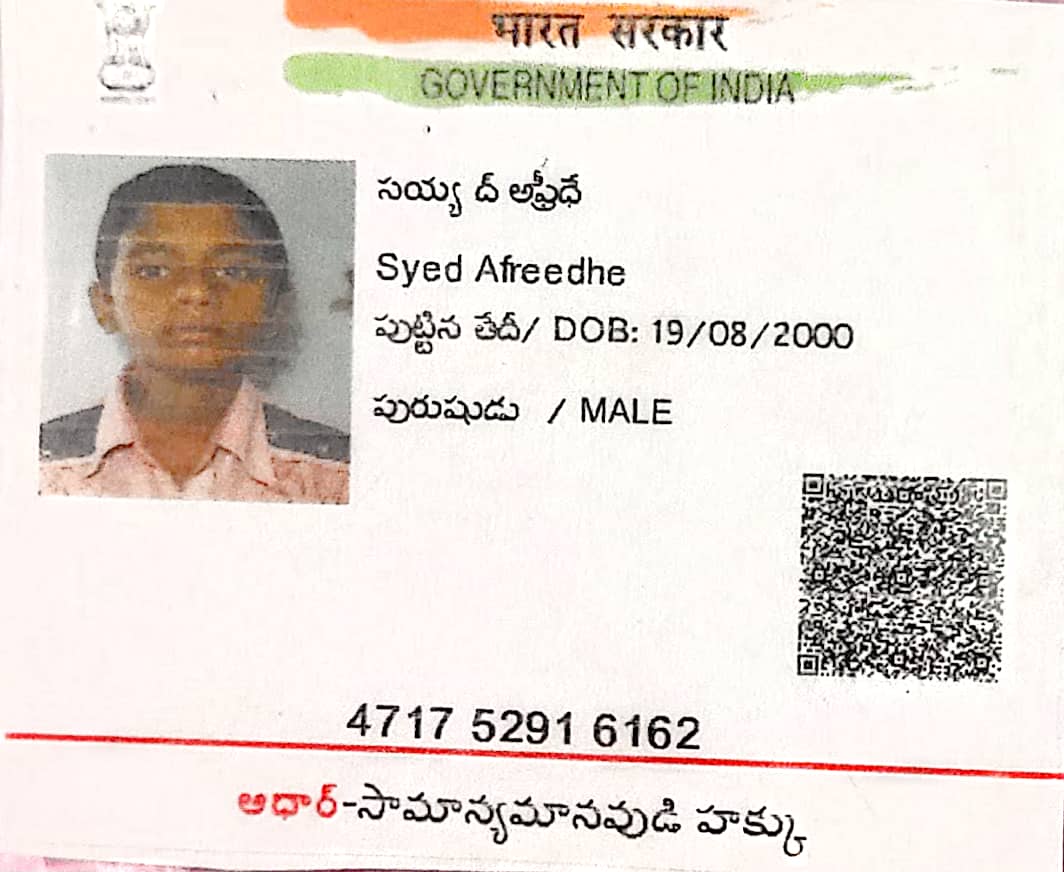 भारत सरकार
GOVERNMENT OF INDIA
సయ్య ద్ అఫ్రీధే
Syed Afreedhe
పుట్టిన తేదీ/ DOB: 19/08/2000
పురుషుడు / MALE
4717 5291 6162
ఆధార్-సామాన్యమానవుడి హక్కు